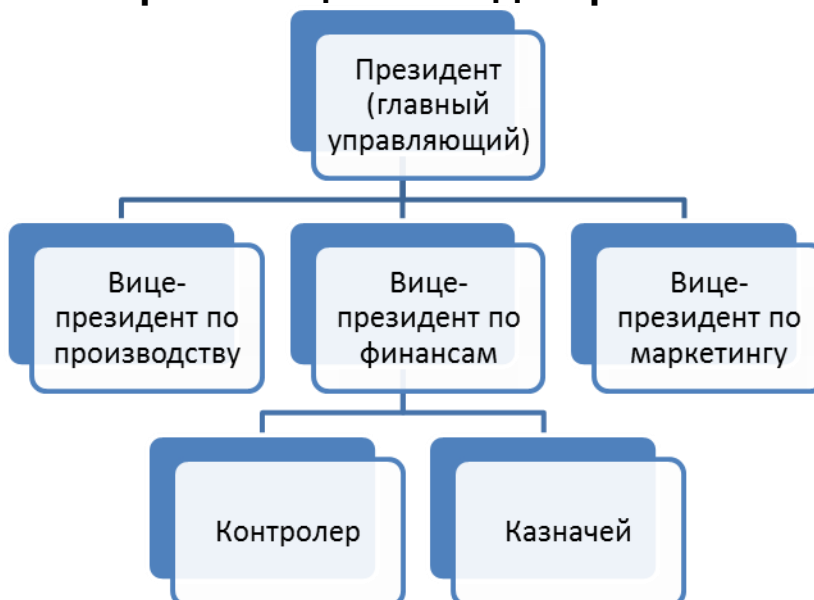 Президент
(главный
управляющий)
Вице-
президент по
производству
Вице-
президент по
финансам
Вице-
президент по
маркетингу
Контролер
Казначей